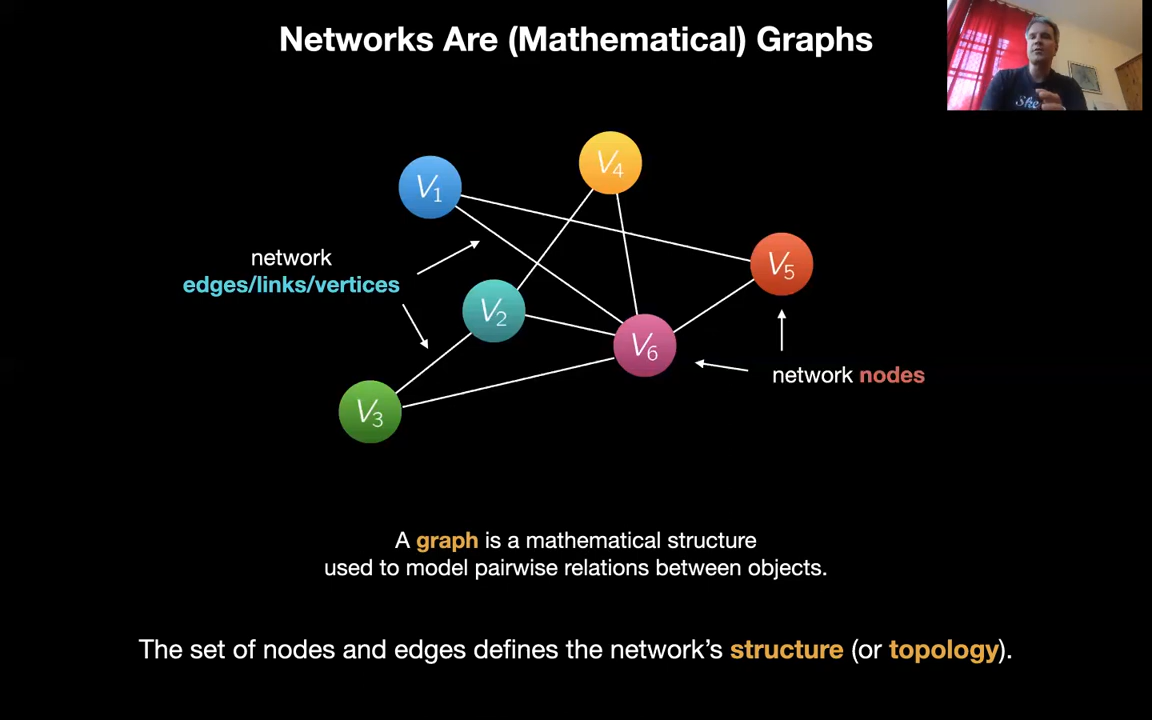 Networks Are (Mathematical) Graphs
Ske
V4
V1
V5
network
edges/links/vertices
V2
V6
network nodes
V3
A graph is a mathematical structure
used to model pairwise relations between objects.
The set of nodes and edges defines the network's structure (or topology).